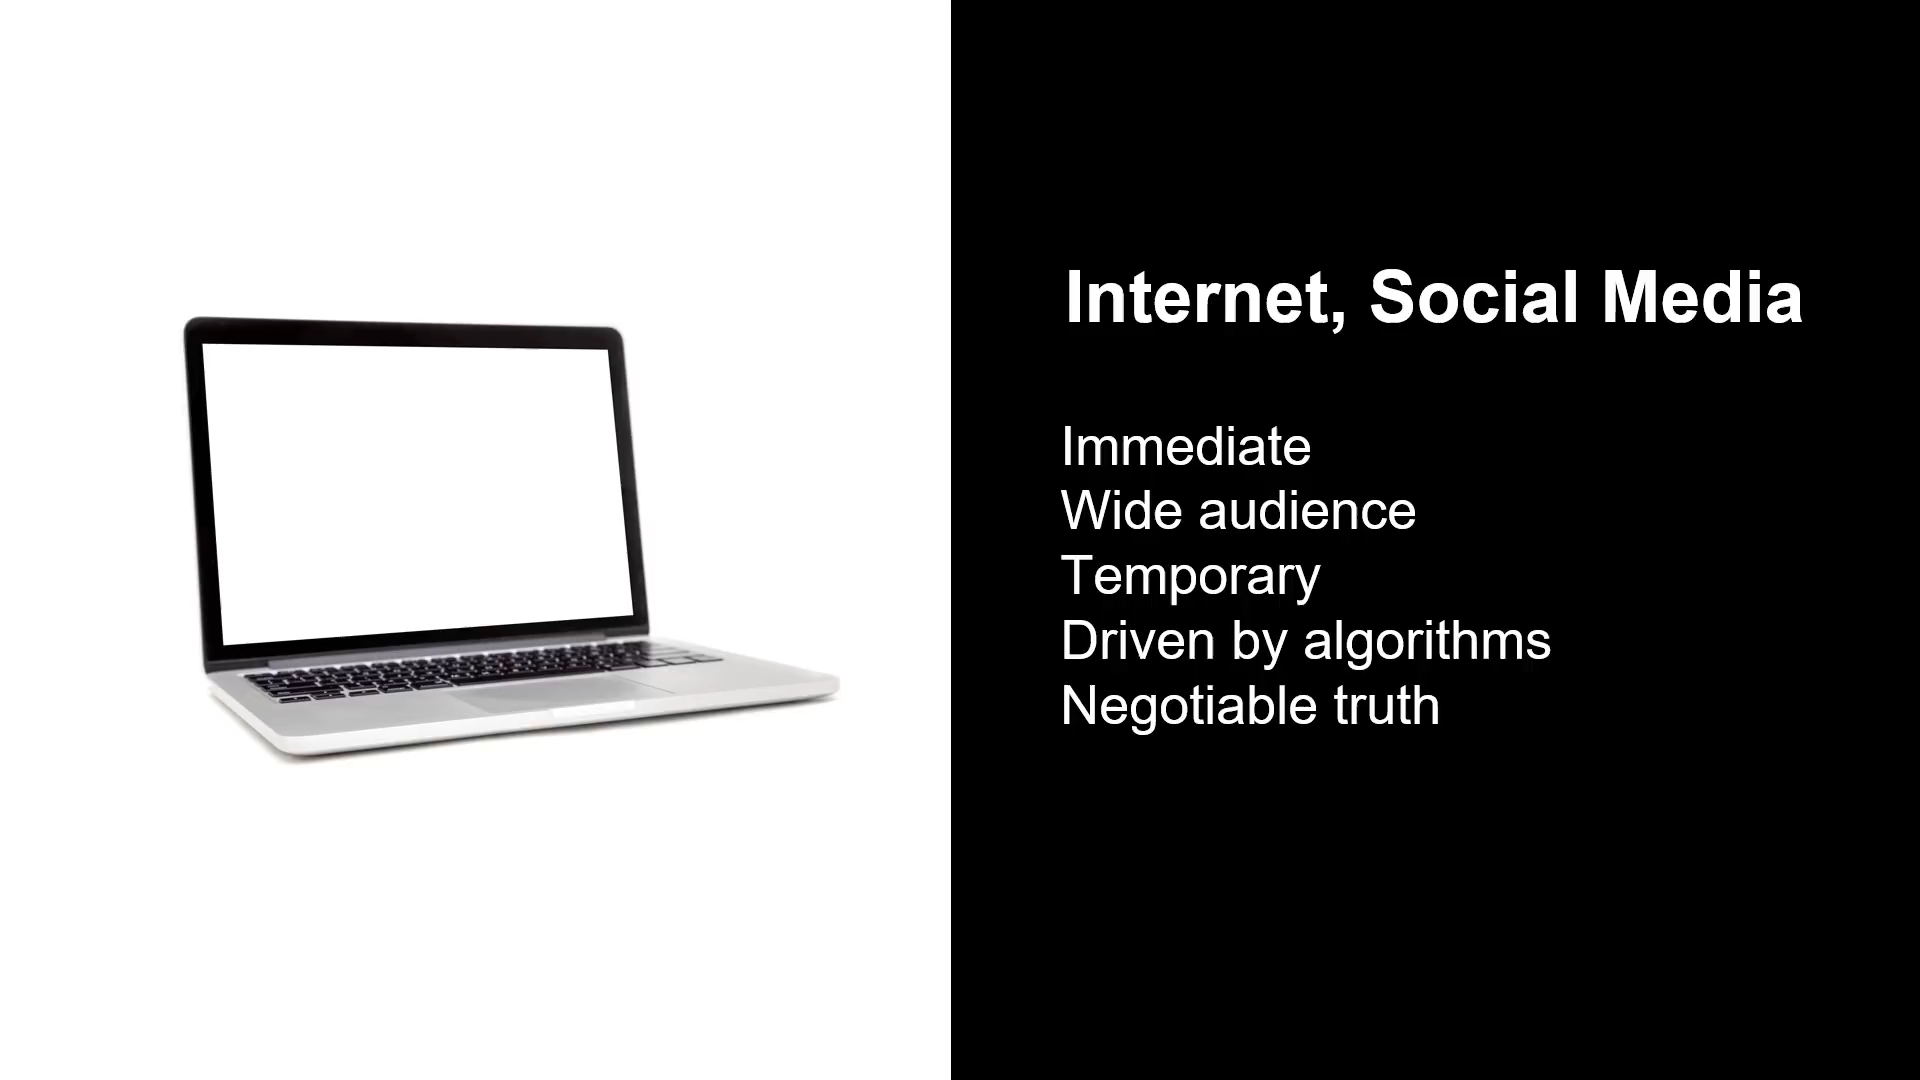 Internet, Social Media
Immediate
Wide audience
Temporary
Driven by algorithms
Negotiable truth